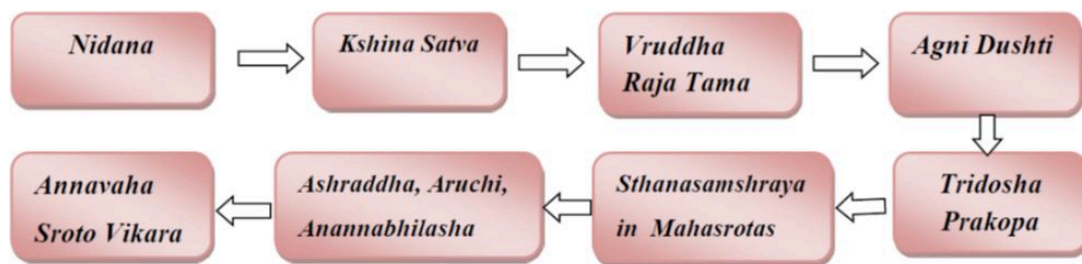 Nidana
Kshina Satva
Vruddha
Raja Tama
Agni Dushti
Tridosha
Prakopa
Sthanasamshraya
in Mahasrotas
Ashraddha, Aruchi,
Anannabhilasha
Annavaha
Sroto Vikara